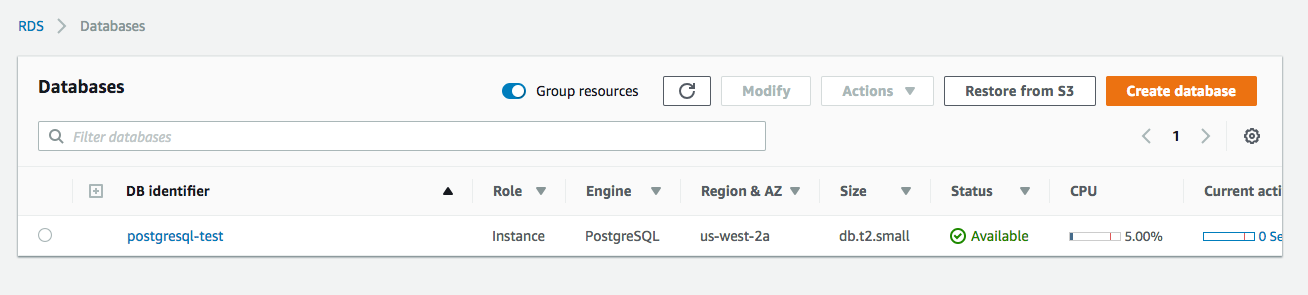 RDS > Databases
Databases Group resources Modify Actions Restore from S3 Create database
Filter databases 1
DB identifier Role Engine Region & AZ Size Status CPU Current acti
postgresql-test Instance PostgreSQL us-west-2a db.t2.small Available 5.00% 0 Se